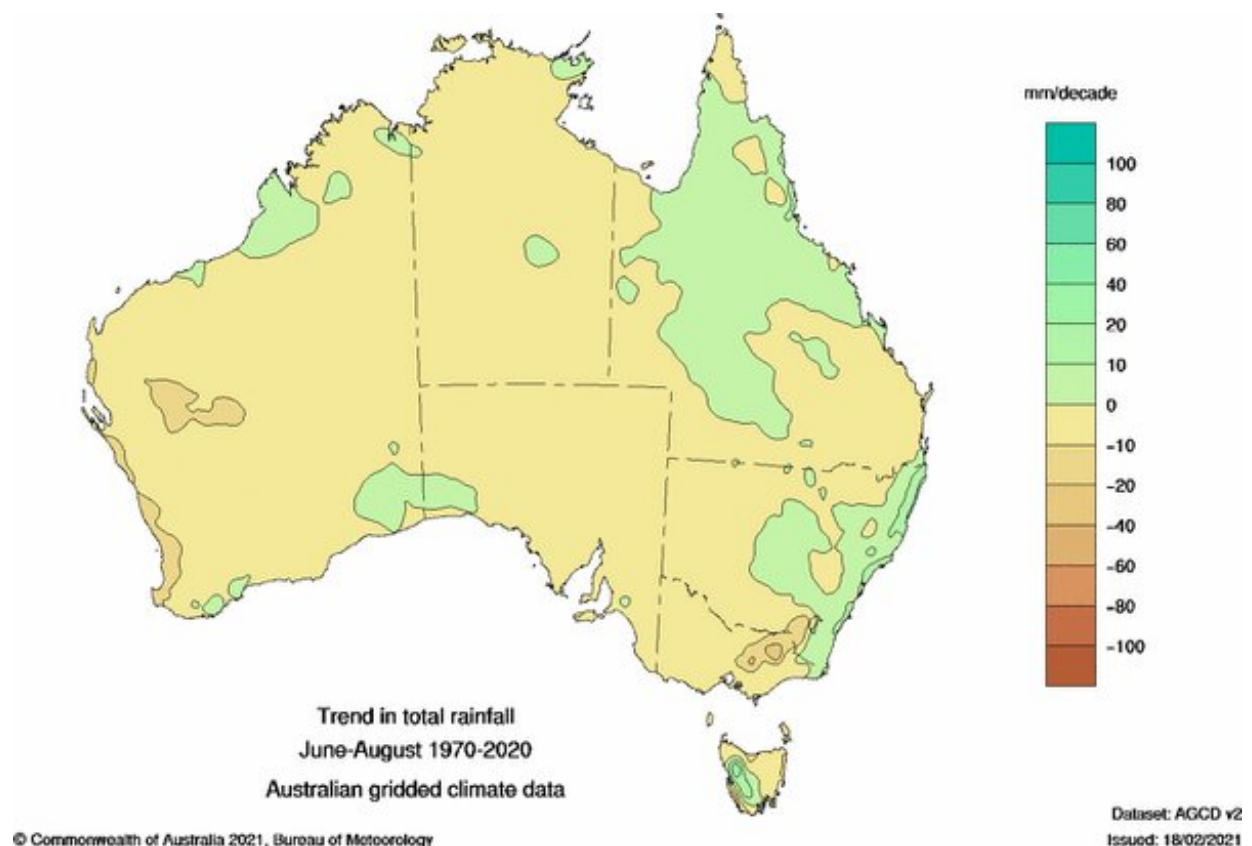 mm/decade
100
80
60
40
20
10
0
-10
-20
-40
-60
-80
-100
Trend in total rainfall
June-August 1970-2020
Australian gridded climate data
Dataset: AGCD v2
© Commonwealth of Australia 2021, Bureau of Meteorology
Issued: 18/02/2021